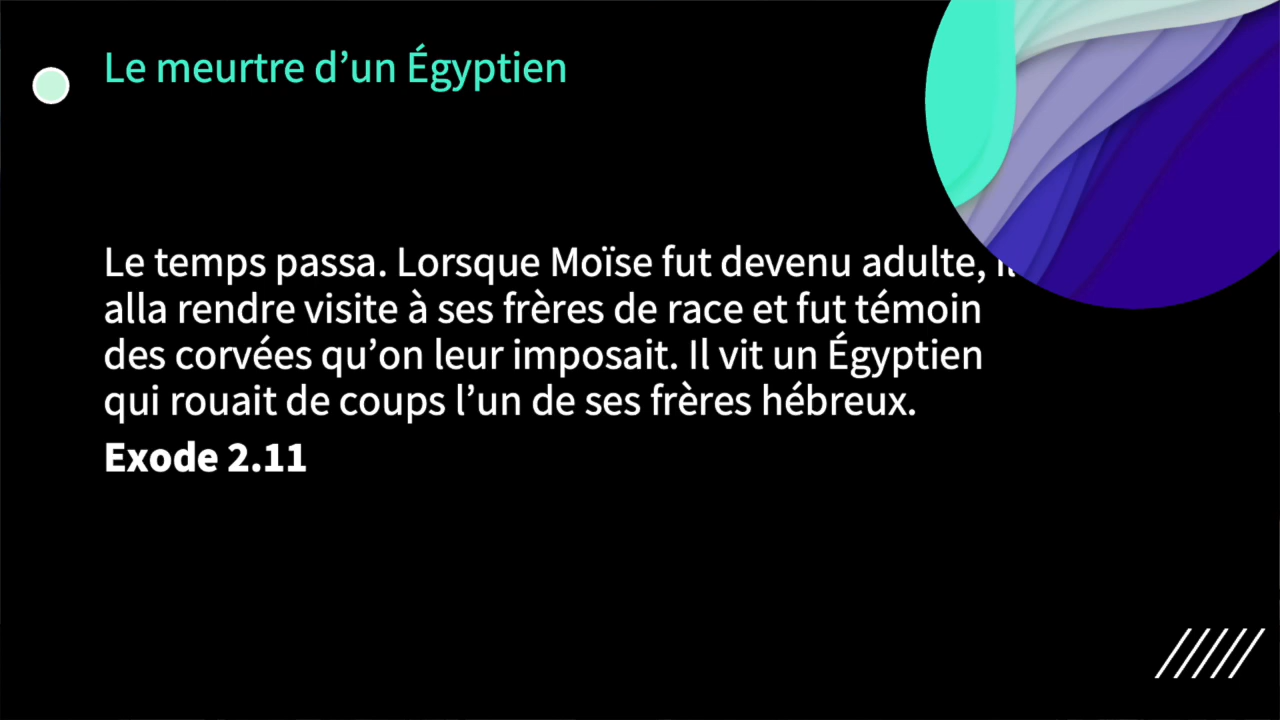 Le meurtre d’un Égyptien
Le temps passa. Lorsque Moïse fut devenu adulte, il
alla rendre visite à ses frères de race et fut témoin
des corvées qu’on leur imposait. Il vit un Égyptien
qui rouait de coups l’un de ses frères hébreux.
Exode 2.11